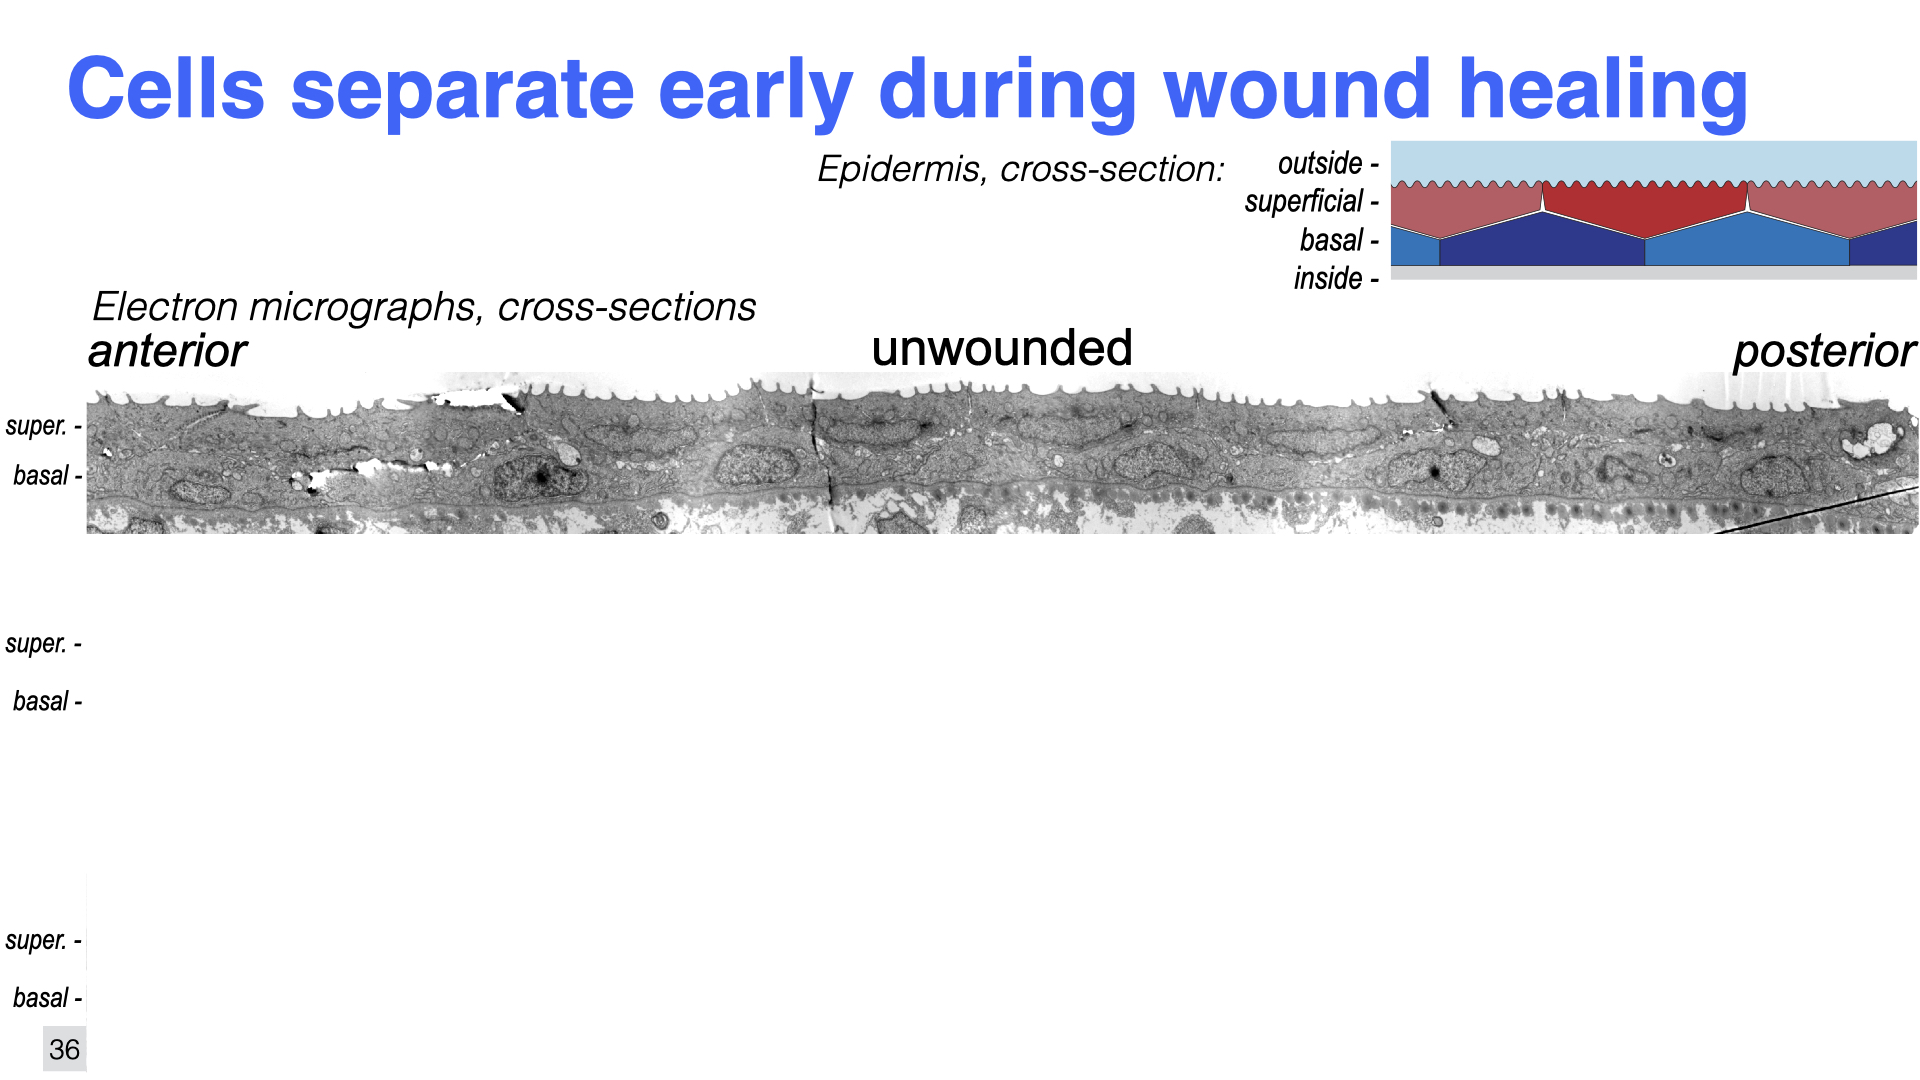 Cells separate early during wound healing
Epidermis, cross-section:
outside -
superficial -
basal -
inside -
Electron micrographs, cross-sections
anterior
unwounded
posterior
super. -
basal -
super. -
basal -
super. -
basal -
36